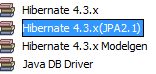 Hibernate 4.3.x
Hibernate 4.3.x(JPA2.1)
Hibernate 4.3.x Modelgen
Java DB Driver